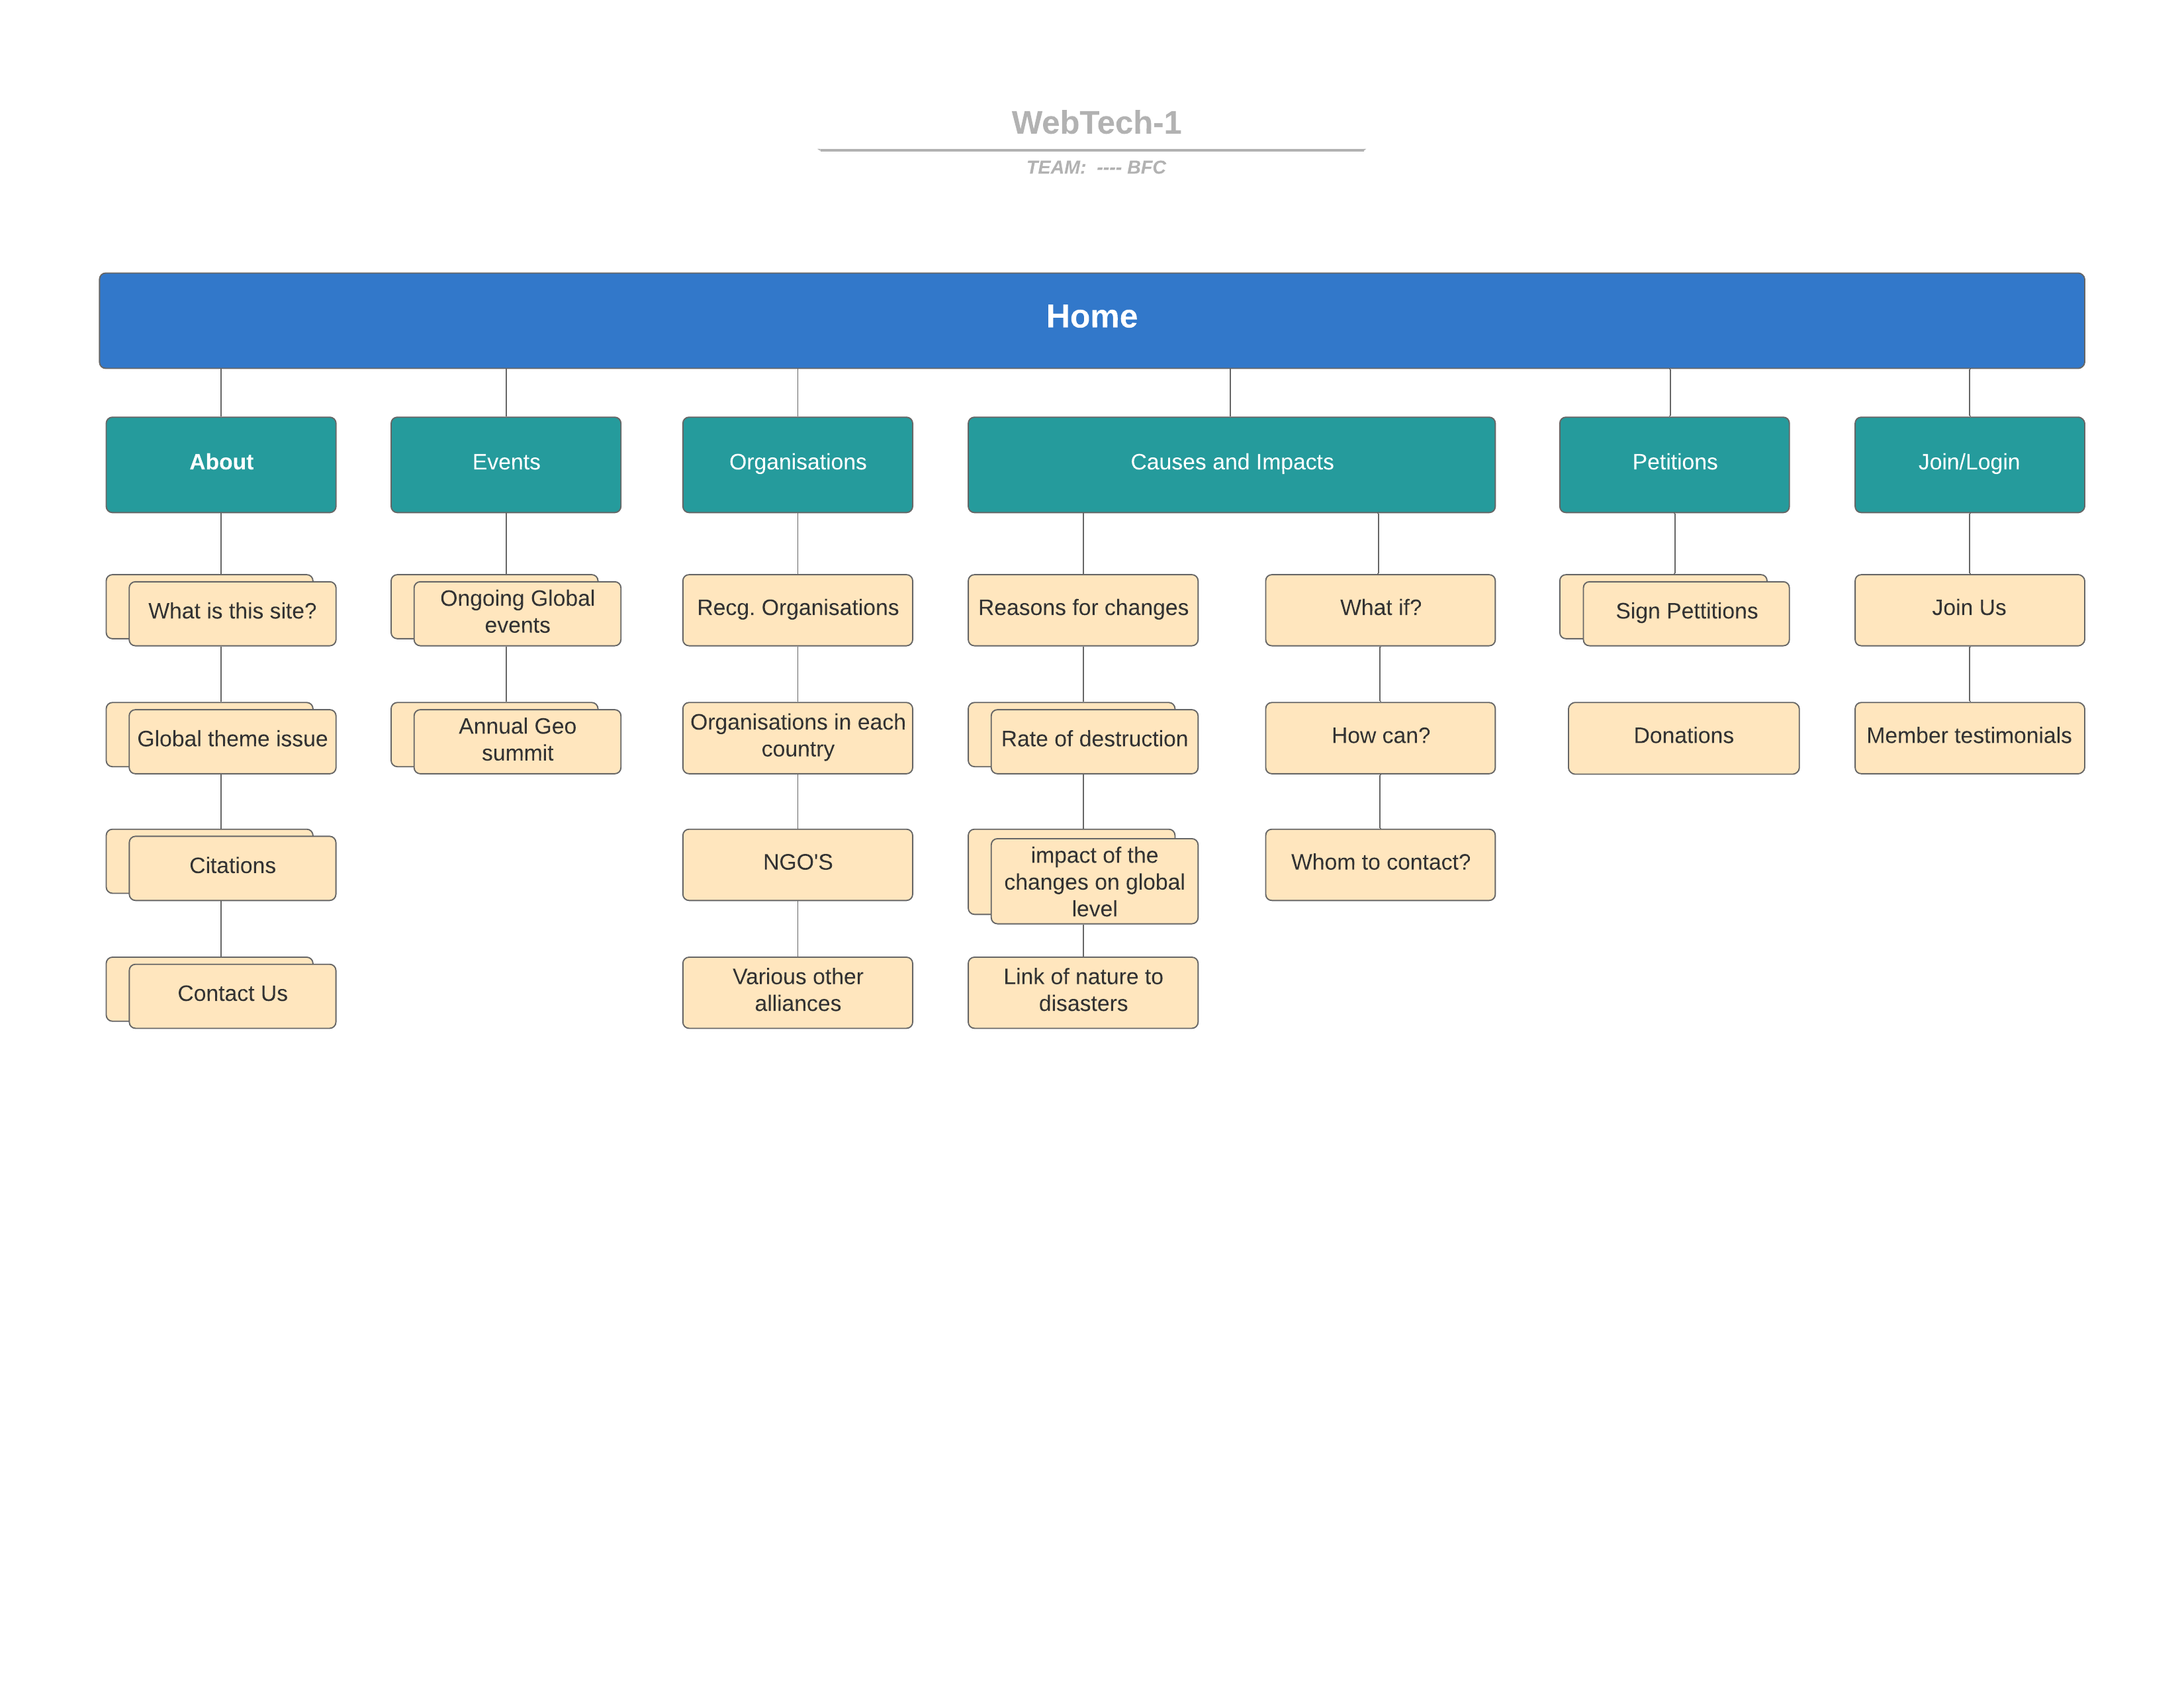 WebTech-1
TEAM:  ---- BFC
Home
About
Events
Organisations
Causes and Impacts
Petitions
Join/Login
What is this site?
Global theme issue
Citations
Contact Us
Ongoing Global
events
Annual Geo
summit
Recg. Organisations
Organisations in each
country
NGO'S
Various other
alliances
Reasons for changes
Rate of destruction
impact of the
changes on global
level
Link of nature to
disasters
What if?
How can?
Whom to contact?
Sign Pettitions
Donations
Join Us
Member testimonials